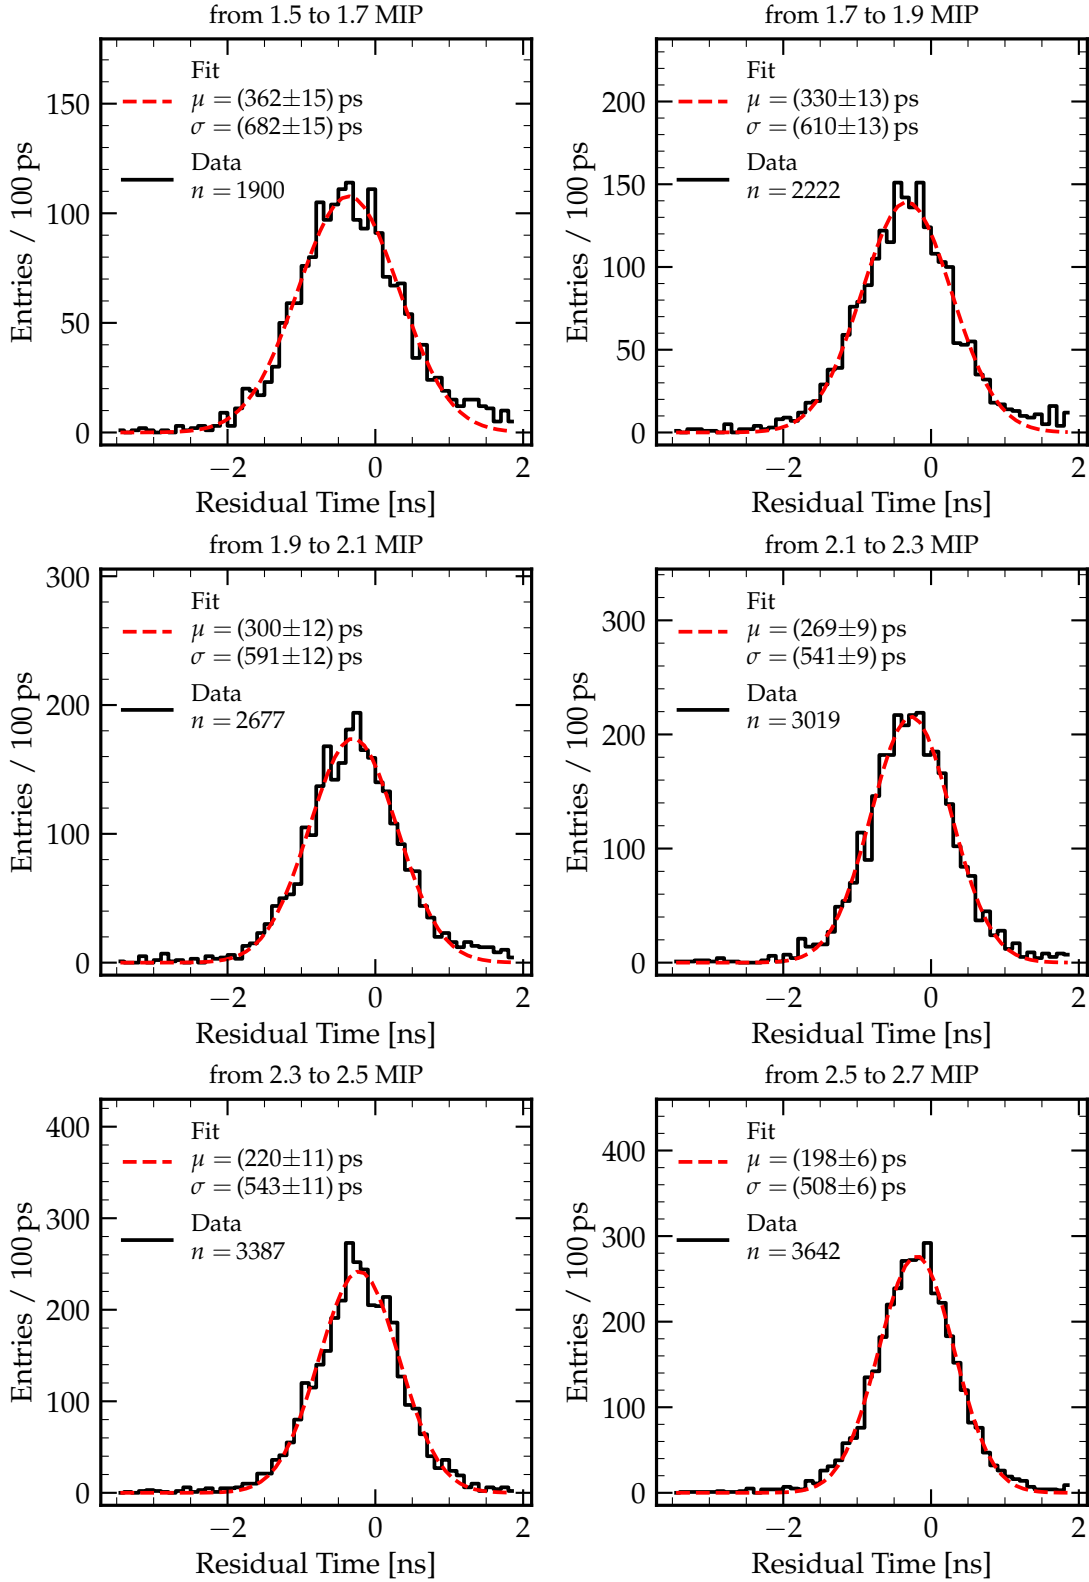 from 1.5 to 1.7 MIP
Entries / 100 ps
150
100
50
0
Fit
μ = (362±15) ps
σ = (682±15) ps
Data
n = 1900
−2 0 2
Residual Time [ns]
from 1.7 to 1.9 MIP
Entries / 100 ps
200
150
100
50
0
Fit
μ = (330±13) ps
σ = (610±13) ps
Data
n = 2222
−2 0 2
Residual Time [ns]
from 1.9 to 2.1 MIP
Entries / 100 ps
300
200
100
0
Fit
μ = (300±12) ps
σ = (591±12) ps
Data
n = 2677
−2 0 2
Residual Time [ns]
from 2.1 to 2.3 MIP
Entries / 100 ps
300
200
100
0
Fit
μ = (269±9) ps
σ = (541±9) ps
Data
n = 3019
−2 0 2
Residual Time [ns]
from 2.3 to 2.5 MIP
Entries / 100 ps
400
300
200
100
0
Fit
μ = (220±11) ps
σ = (543±11) ps
Data
n = 3387
−2 0 2
Residual Time [ns]
from 2.5 to 2.7 MIP
Entries / 100 ps
400
300
200
100
0
Fit
μ = (198±6) ps
σ = (508±6) ps
Data
n = 3642
−2 0 2
Residual Time [ns]